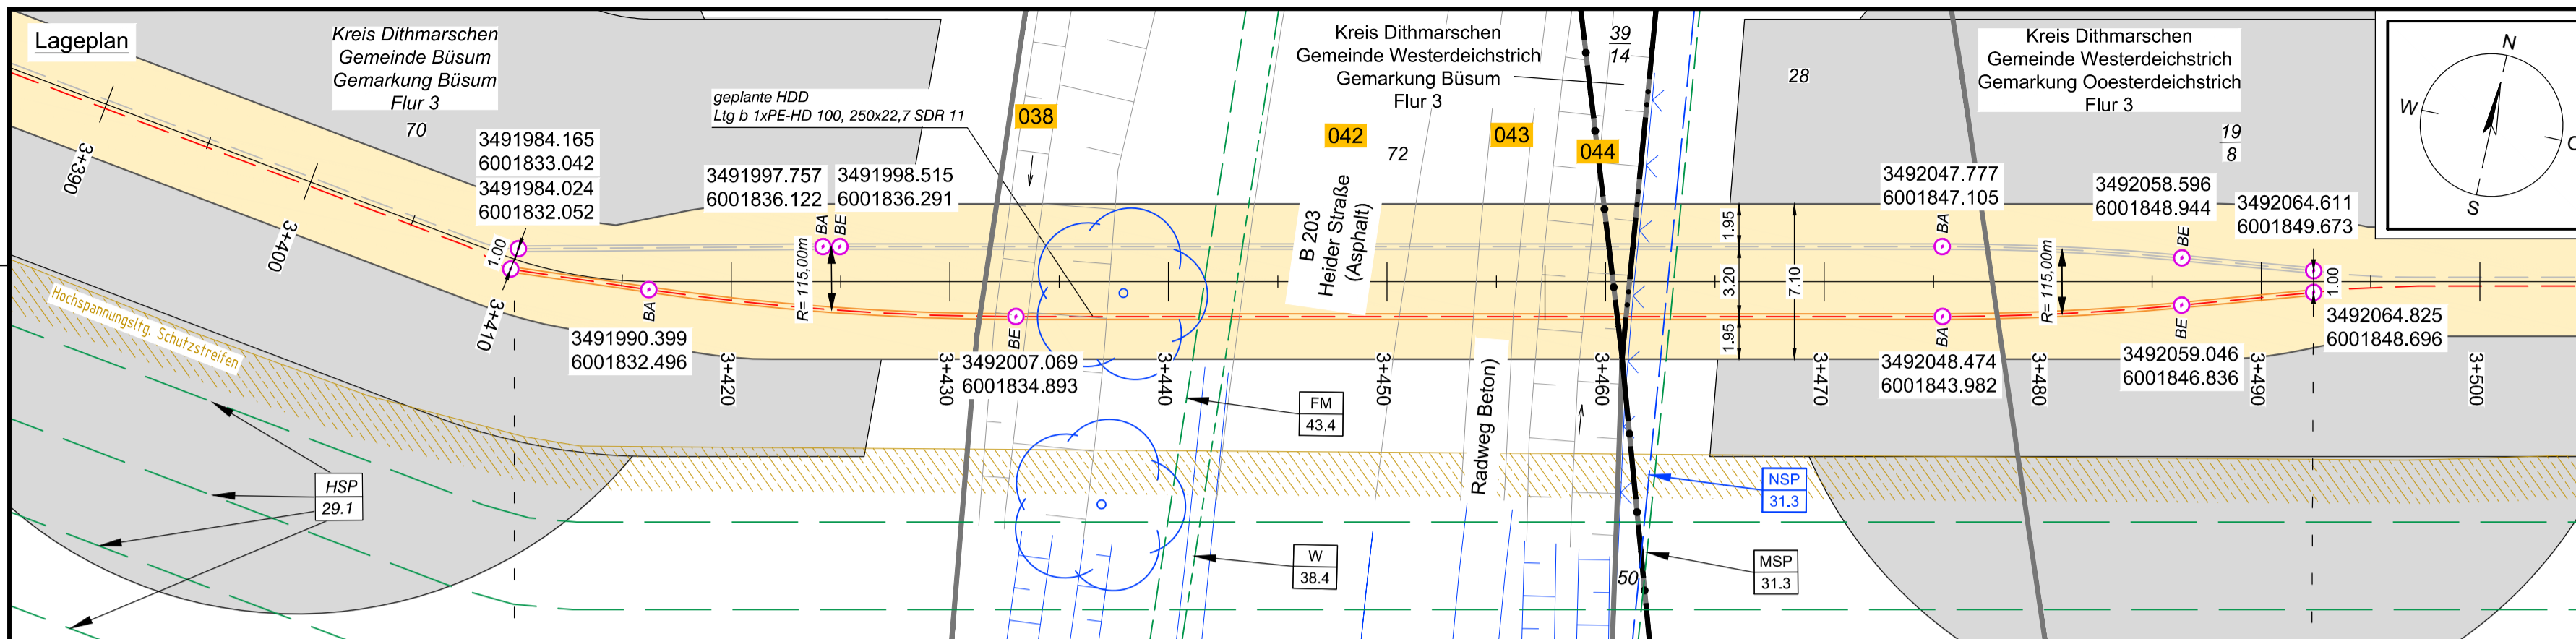 Lageplan
Kreis Dithmarschen
Gemeinde Büsum
Gemarkung Büsum
Flur 3
70
geplante HDD
Ltg b 1xPE-HD 100, 250x22,7 SDR 11
038
Kreis Dithmarschen
Gemeinde Westerdeichstrich
Gemarkung Büsum
Flur 3
39
14
042
72
043
044
28
Kreis Dithmarschen
Gemeinde Westerdeichstrich
Gemarkung Ooesterdeichstrich
Flur 3
19
8
N
W
S
3+390
3+400
3491984.165
6001833.042
3491984.024
6001832.052
1.00
3+410
3491997.757
6001836.122
3491998.515
6001836.291
BA
BE
R= 115,00m
BA
3491990.399
6001832.496
BE
3492007.069
6001834.893
B 203
Heider Straße
(Asphalt)
Radweg Beton)
1.95
3.20
1.95
7.10
3492047.777
6001847.105
BA
3492058.596
6001848.944
BE
3492064.611
6001849.673
R= 115,00m
1.00
BA
3492048.474
6001843.982
BE
3492059.046
6001846.836
3492064.825
6001848.696
3+420
3+430
3+440
3+450
3+460
3+470
3+480
3+490
3+500
Hochspannungsltg. Schutzstreifen
HSP
29.1
FM
43.4
W
38.4
NSP
31.3
MSP
31.3
50